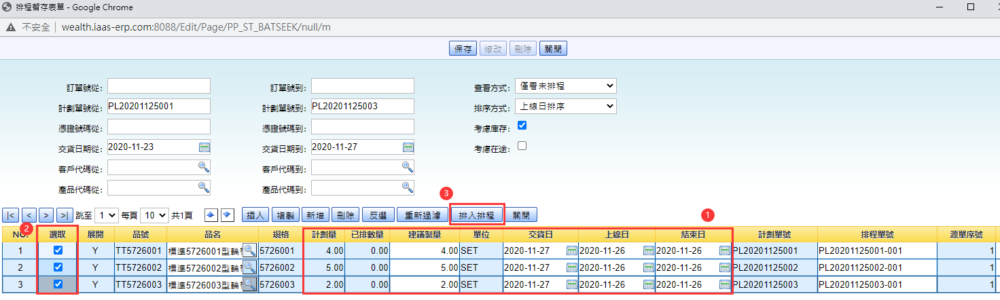 排程暫存表單 - Google Chrome
不安全 | wealth.iaas-erp.com:8088/Edit/Page/PP_ST_BATSEEK/null/m
保存 修改 刪除 關閉
訂單號從: 訂單號到: 查看方式: 僅看未排程
計劃單號從: PL20201125001 計劃單號到: PL20201125003 排序方式: 上線日排序
憑證號碼從: 憑證號碼到: 考慮庫存:
交貨日期從: 2020-11-23 交貨日期到: 2020-11-27 考慮在途:
客戶代碼從: 客戶代碼到:
產品代碼從: 產品代碼到:
3
|< < > >| 跳至 1 每頁 10 共1頁 插入 複製 新增 刪除 反選 重新過濾 排入排程 關閉 1
2
NO. 選取 展開 品號 品名 規格 計劃量 已排數量 建議製量 單位 交貨日 上線日 結束日 計劃單號 排程單號 源單序號
1 Y TT5726001 標準5726001型輪 5726001 4.00 0.00 4.00 SET 2020-11-27 2020-11-26 2020-11-26 PL20201125001 PL20201125001-001 1
2 Y TT5726002 標準5726002型輪 5726002 5.00 0.00 5.00 SET 2020-11-27 2020-11-26 2020-11-26 PL20201125002 PL20201125002-001 1
3 Y TT5726003 標準5726003型輪 5726003 2.00 0.00 2.00 SET 2020-11-27 2020-11-26 2020-11-26 PL20201125003 PL20201125003-001 1